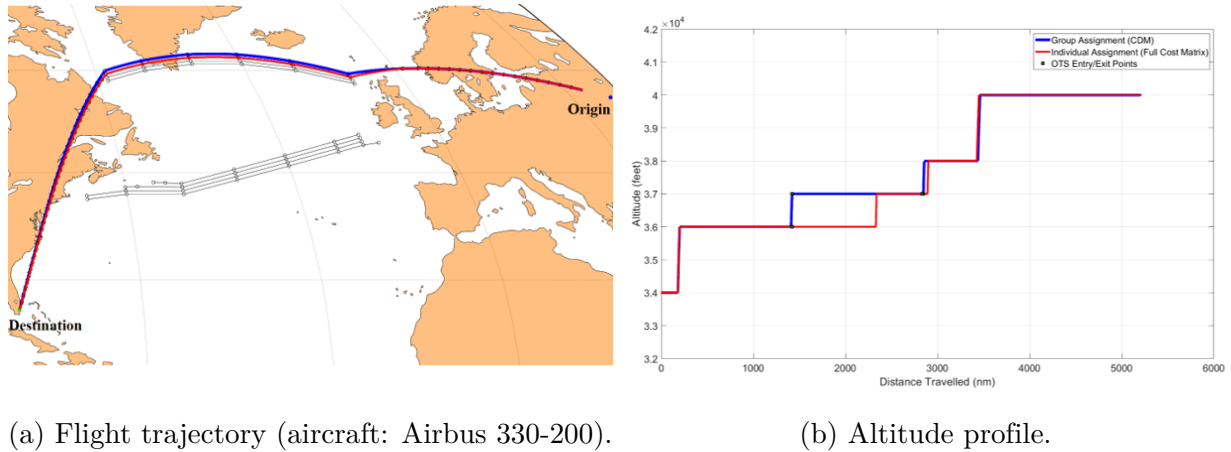 Origin
Destination
×10⁴
4.2
4.1
4
3.9
3.8
3.7
3.6
3.5
3.4
3.3
3.2
Altitude (feet)
Group Assignment (CDM)
Individual Assignment (Full Cost Matrix)
OTS Entry/Exit Points
0 1000 2000 3000 4000 5000 6000
Distance Travelled (nm)
(a) Flight trajectory (aircraft: Airbus 330-200).
(b) Altitude profile.